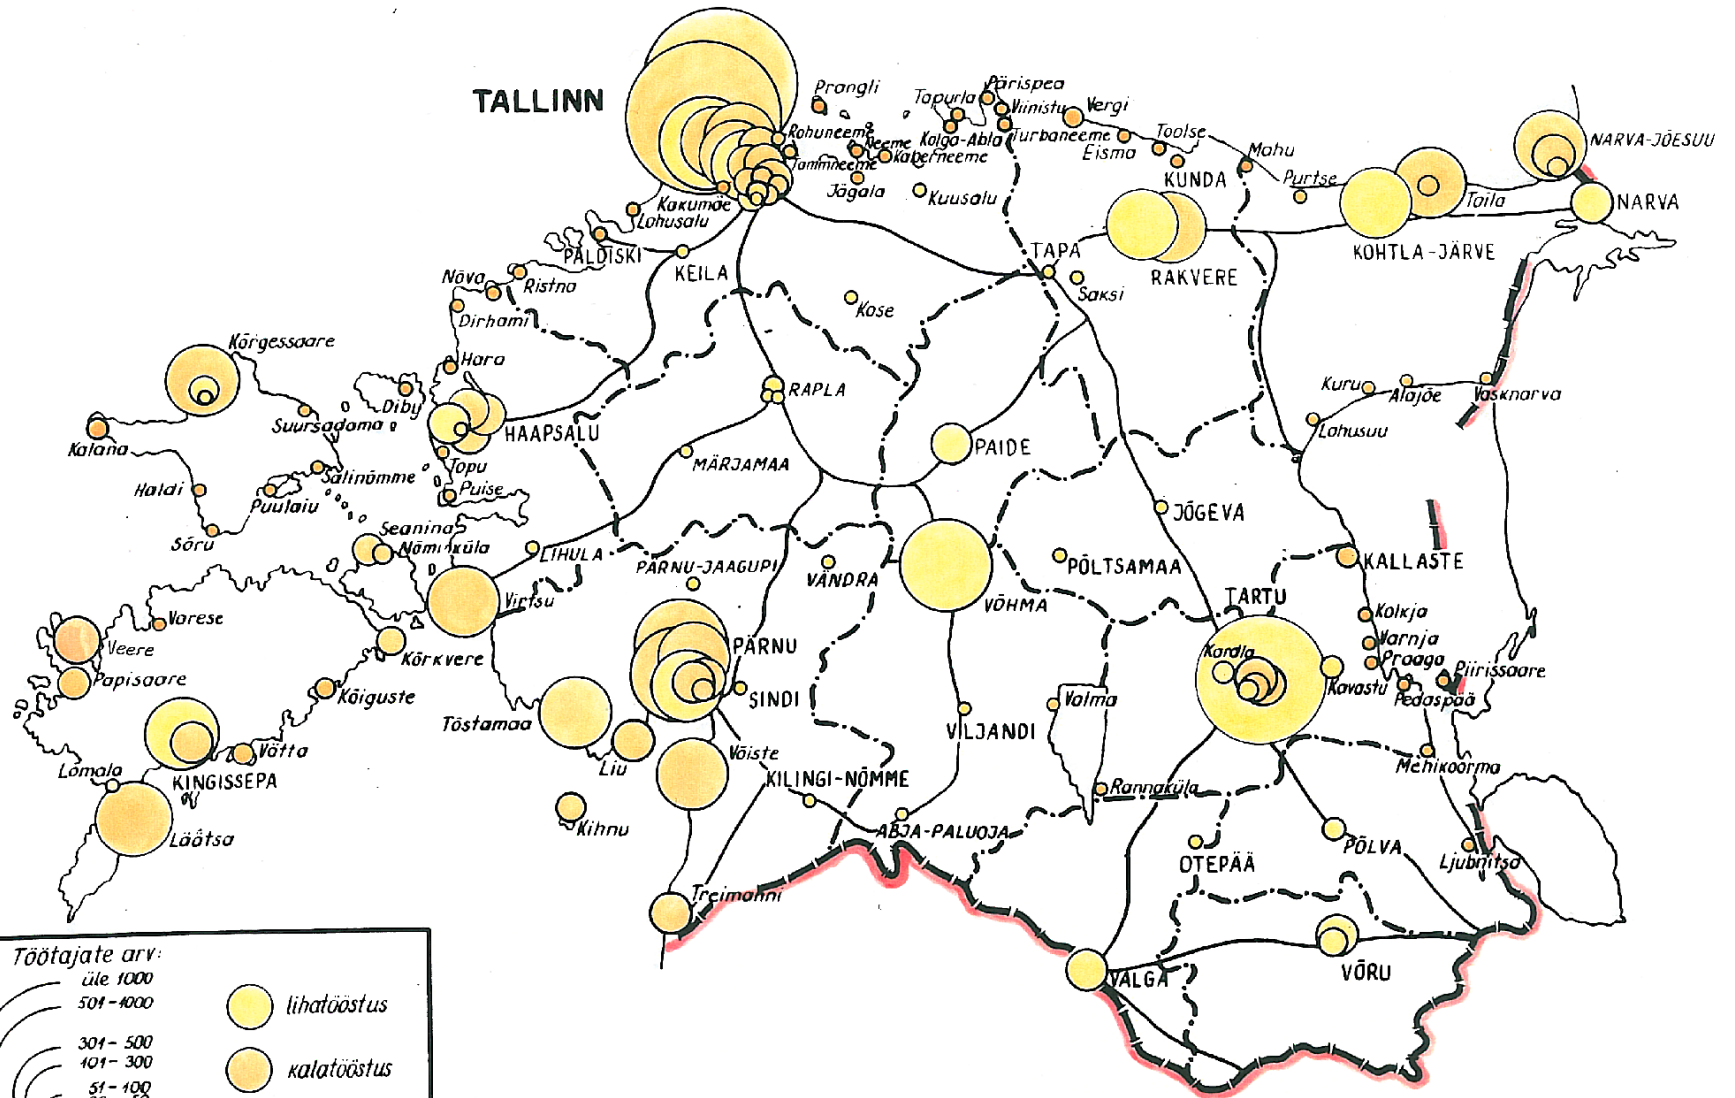 TALLINN
Prangli
Tapurla
Pärispea
Viinistu
Vergi
Rohuneeme
Tammneeme
Neeme
Kaberneeme
Kolga-Abla
Turbaneeme
Eisma
Toolse
KUNDA
Mahu
Purtse
NARVA-JÕESUU
Kakumäe
Jägala
Kuusalu
Lohusalu
Toila
NARVA
PALDISKI
KEILA
TAPA
Saksi
RAKVERE
KOHTLA-JÄRVE
Nõva
Ristna
Dirhami
Kose
Kõrgessaare
Hara
Diby
RAPLA
Kuru
Alajõe
Vasknarva
Suursadama
HAAPSALU
Lohusuu
Kalana
PAIDE
Topu
MÄRJAMAA
Haldi
Salinõmme
Puulaiu
Puise
JÕGEVA
Sõru
Seanina
Nõmmküla
LIHULA
PÄRNU-JAAGUPI
VÄNDRA
PÕLTSAMAA
KALLASTE
Virtsu
VÕHMA
TARTU
Varese
Kolkja
Veere
Kõrkvere
PÄRNU
Kardla
Varnja
Praaga
Piirissaare
Papisaare
Kõiguste
SINDI
Kavastu
Pedaspää
Tõstamaa
Valma
Võtta
Liu
Võiste
VILJANDI
Lõmala
KINGISSEPA
KILINGI-NÕMME
Mehikoorma
Rannaküla
Läätsa
Kihnu
ABJA-PALUOJA
OTEPÄÄ
PÕLVA
Ljubnitsa
Treimanni
VALGA
VÕRU
Töötajate arv:
üle 1000
501-1000
301-500
101-300
51-100
lihatööstus
kalatööstus